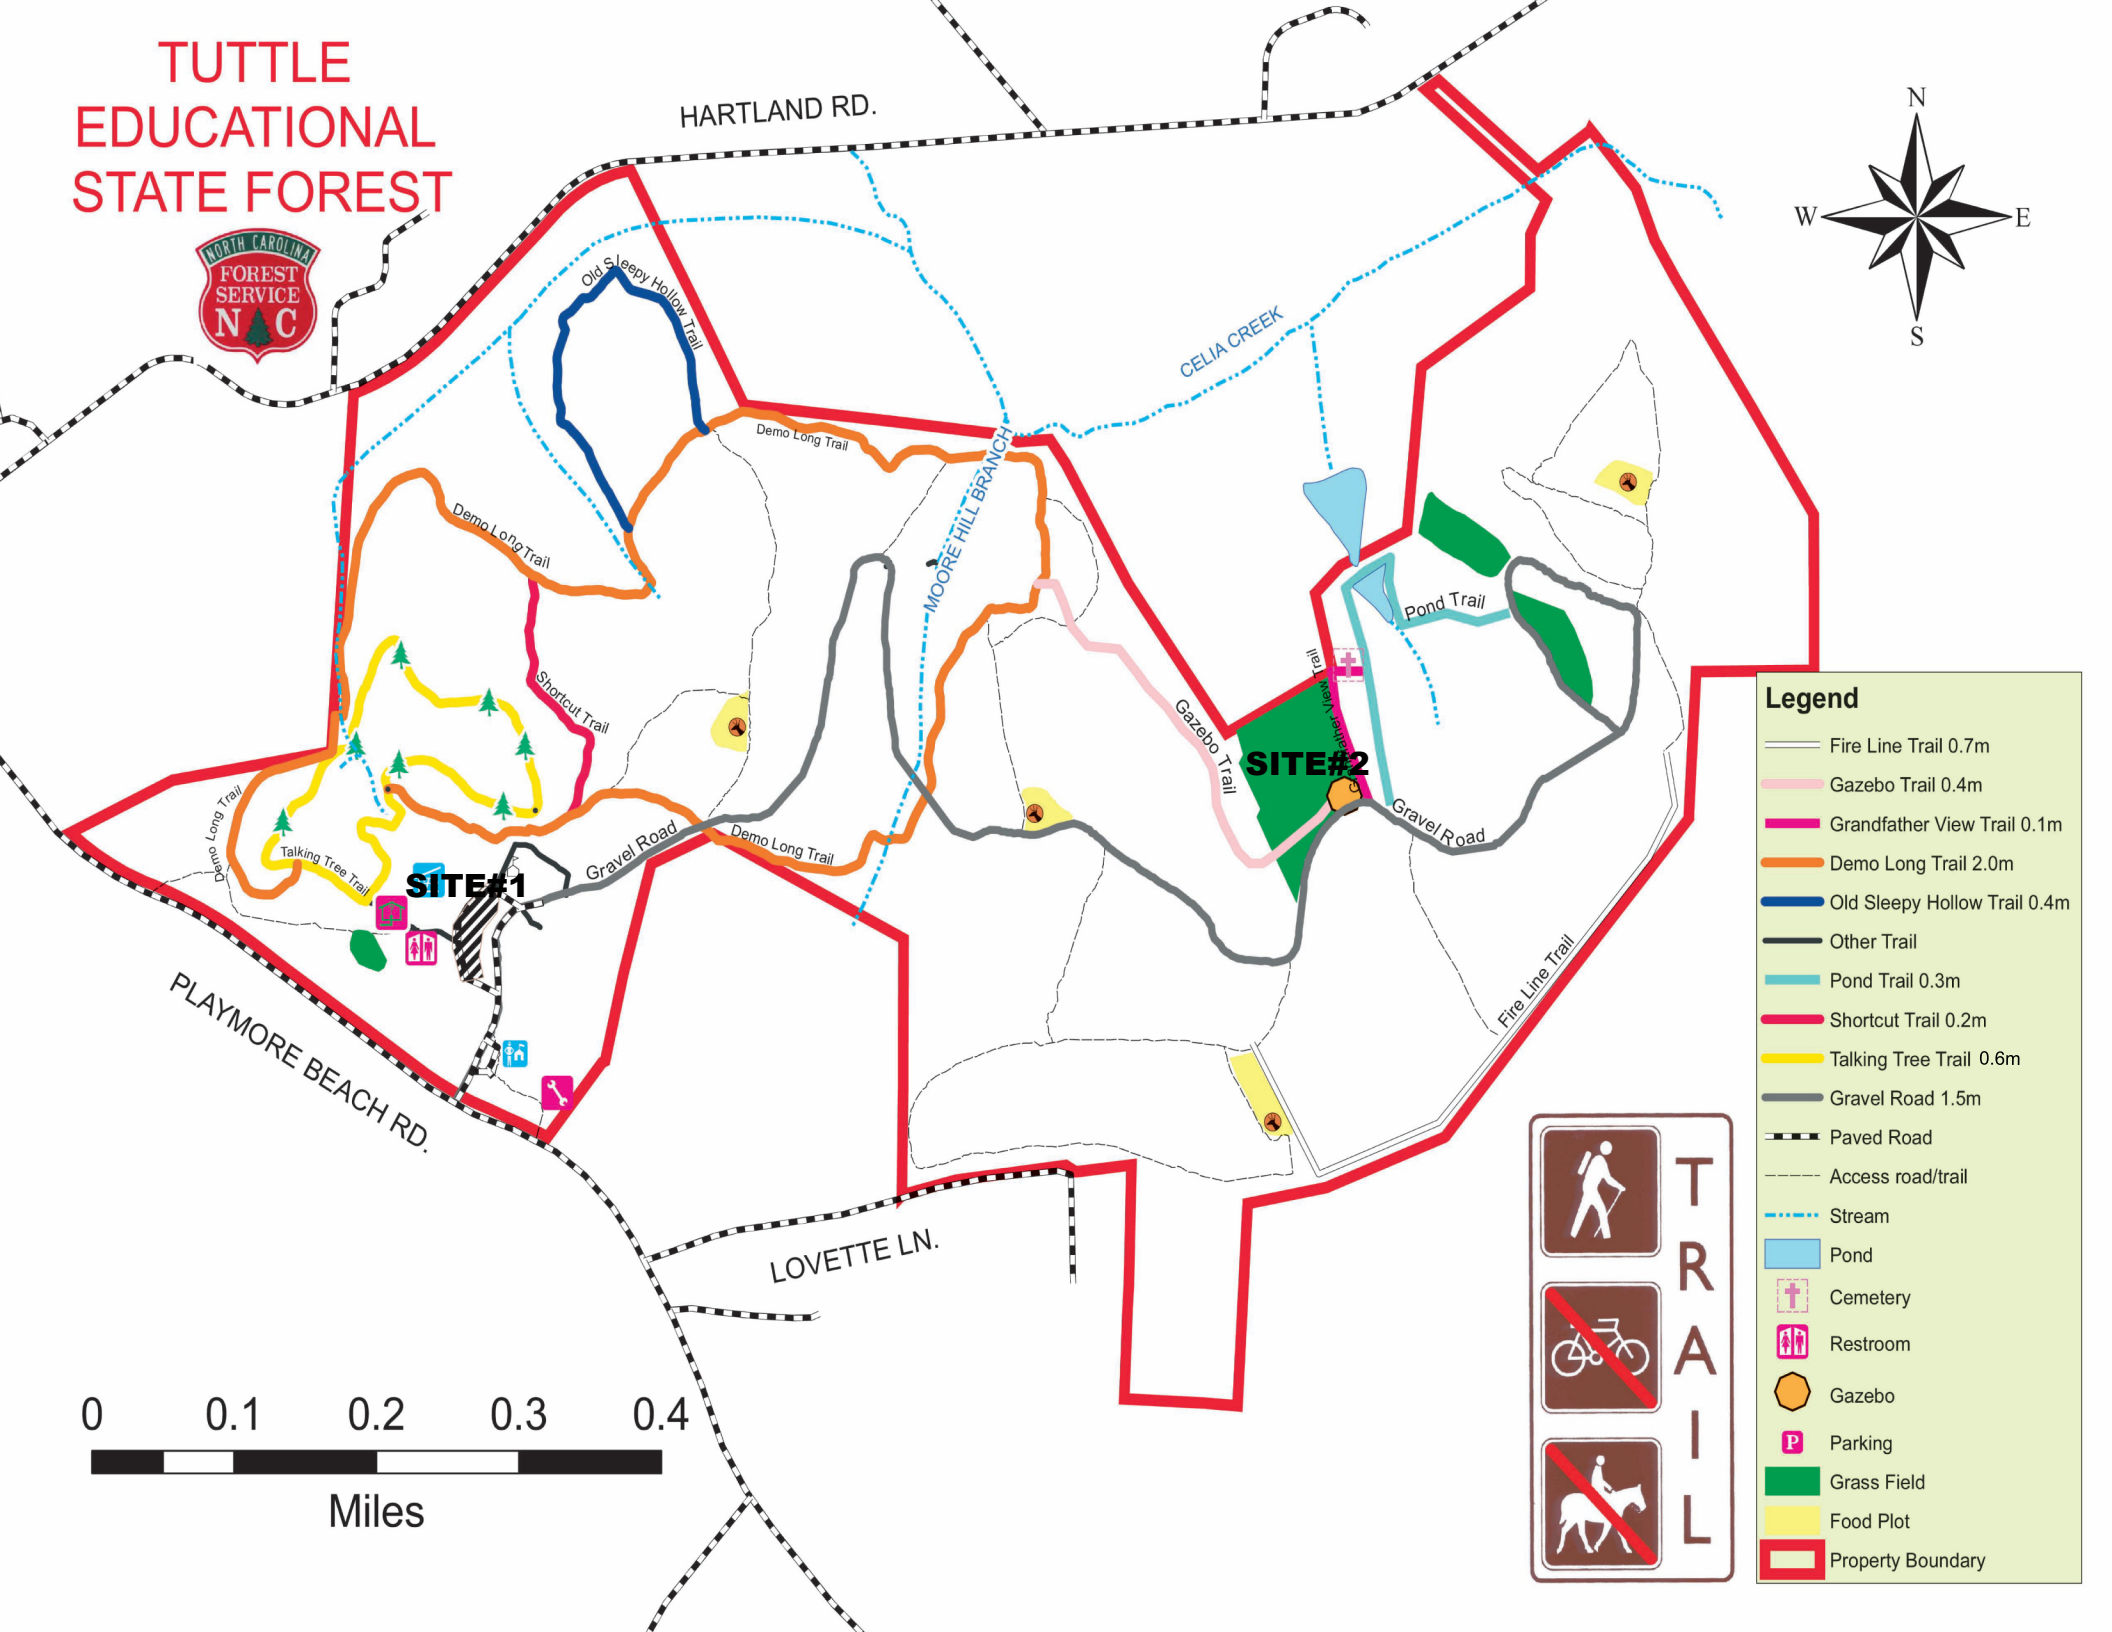 TUTTLE
EDUCATIONAL
STATE FOREST
NORTH CAROLINA
FOREST
SERVICE
N C
HARTLAND RD.
N
W E
S
Old Sleepy Hollow Trail
CELIA CREEK
Demo Long Trail
MOORE HILL BRANCH
Demo Long Trail
Pond Trail
Shortcut Trail
Gazebo Trail
View Trail
SITE#2
Demo Long Trail
Talking Tree Trail
Gravel Road
Demo Long Trail
Gravel Road
SITE#1
Fire Line Trail
PLAYMORE BEACH RD.
LOVETTE LN.
0 0.1 0.2 0.3 0.4
Miles
TRAIL
Legend
Fire Line Trail 0.7m
Gazebo Trail 0.4m
Grandfather View Trail 0.1m
Demo Long Trail 2.0m
Old Sleepy Hollow Trail 0.4m
Other Trail
Pond Trail 0.3m
Shortcut Trail 0.2m
Talking Tree Trail 0.6m
Gravel Road 1.5m
Paved Road
Access road/trail
Stream
Pond
Cemetery
Restroom
Gazebo
P Parking
Grass Field
Food Plot
Property Boundary